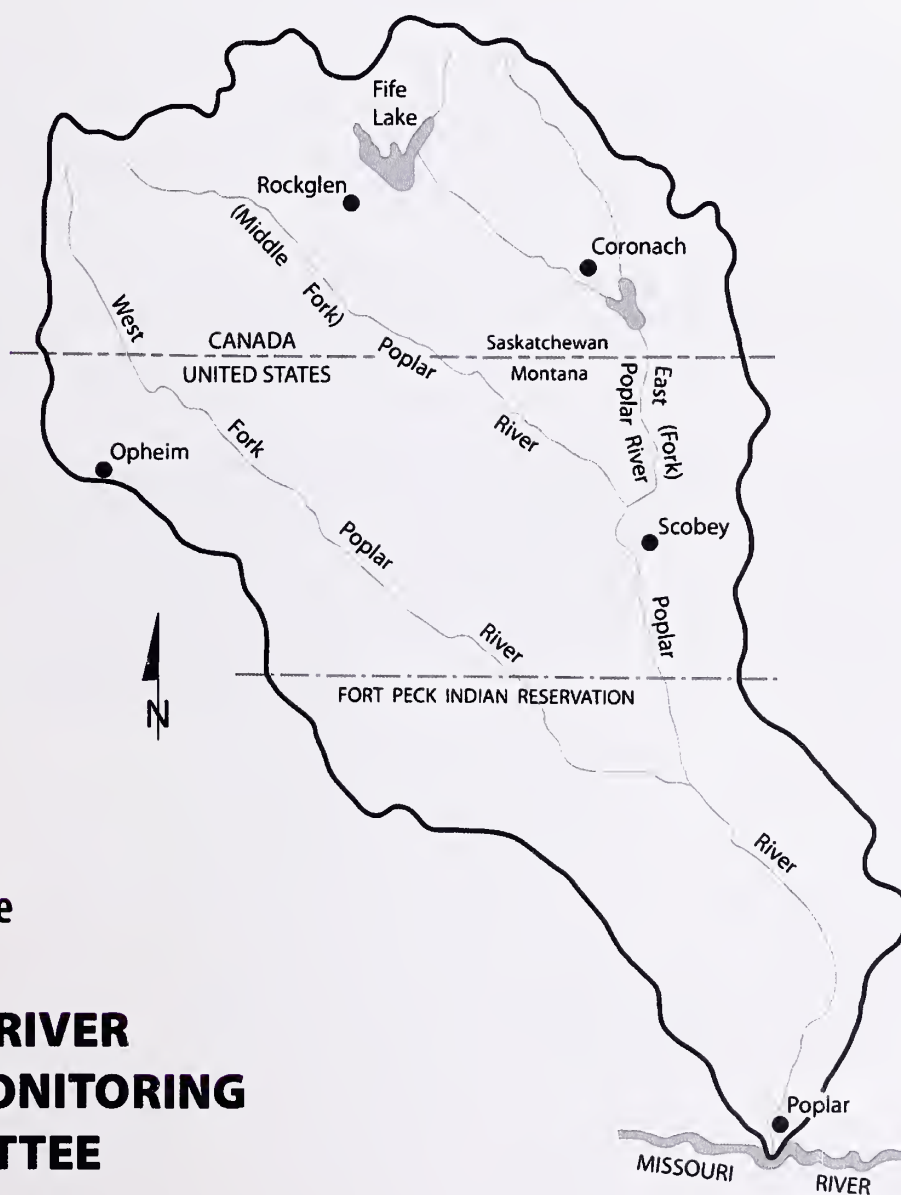 Fife
Lake
Rockglen
(Middle
Fork)
Coronach
West
CANADA
UNITED STATES
Poplar
Saskatchewan
Montana
River
East (Fork)
Poplar River
Opheim
Fork
Scobey
Poplar
River
Poplar
FORT PECK INDIAN RESERVATION
N
River
e
RIVER
ONITORING
TTEE
Poplar
MISSOURI
RIVER